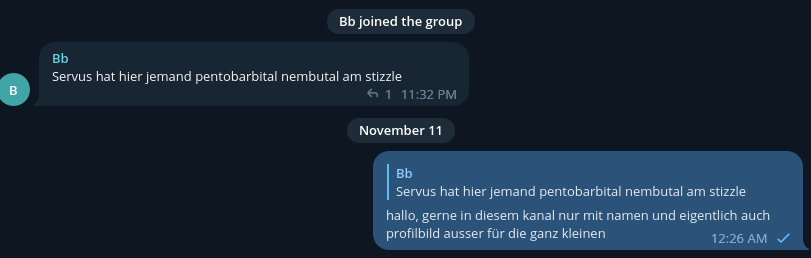 Bb joined the group
Bb
Servus hat hier jemand pentobarbital nembutal am stizzle
B
1 11:32 PM
November 11
Bb
Servus hat hier jemand pentobarbital nembutal am stizzle
hallo, gerne in diesem kanal nur mit namen und eigentlich auch
profilbild ausser für die ganz kleinen
12:26 AM